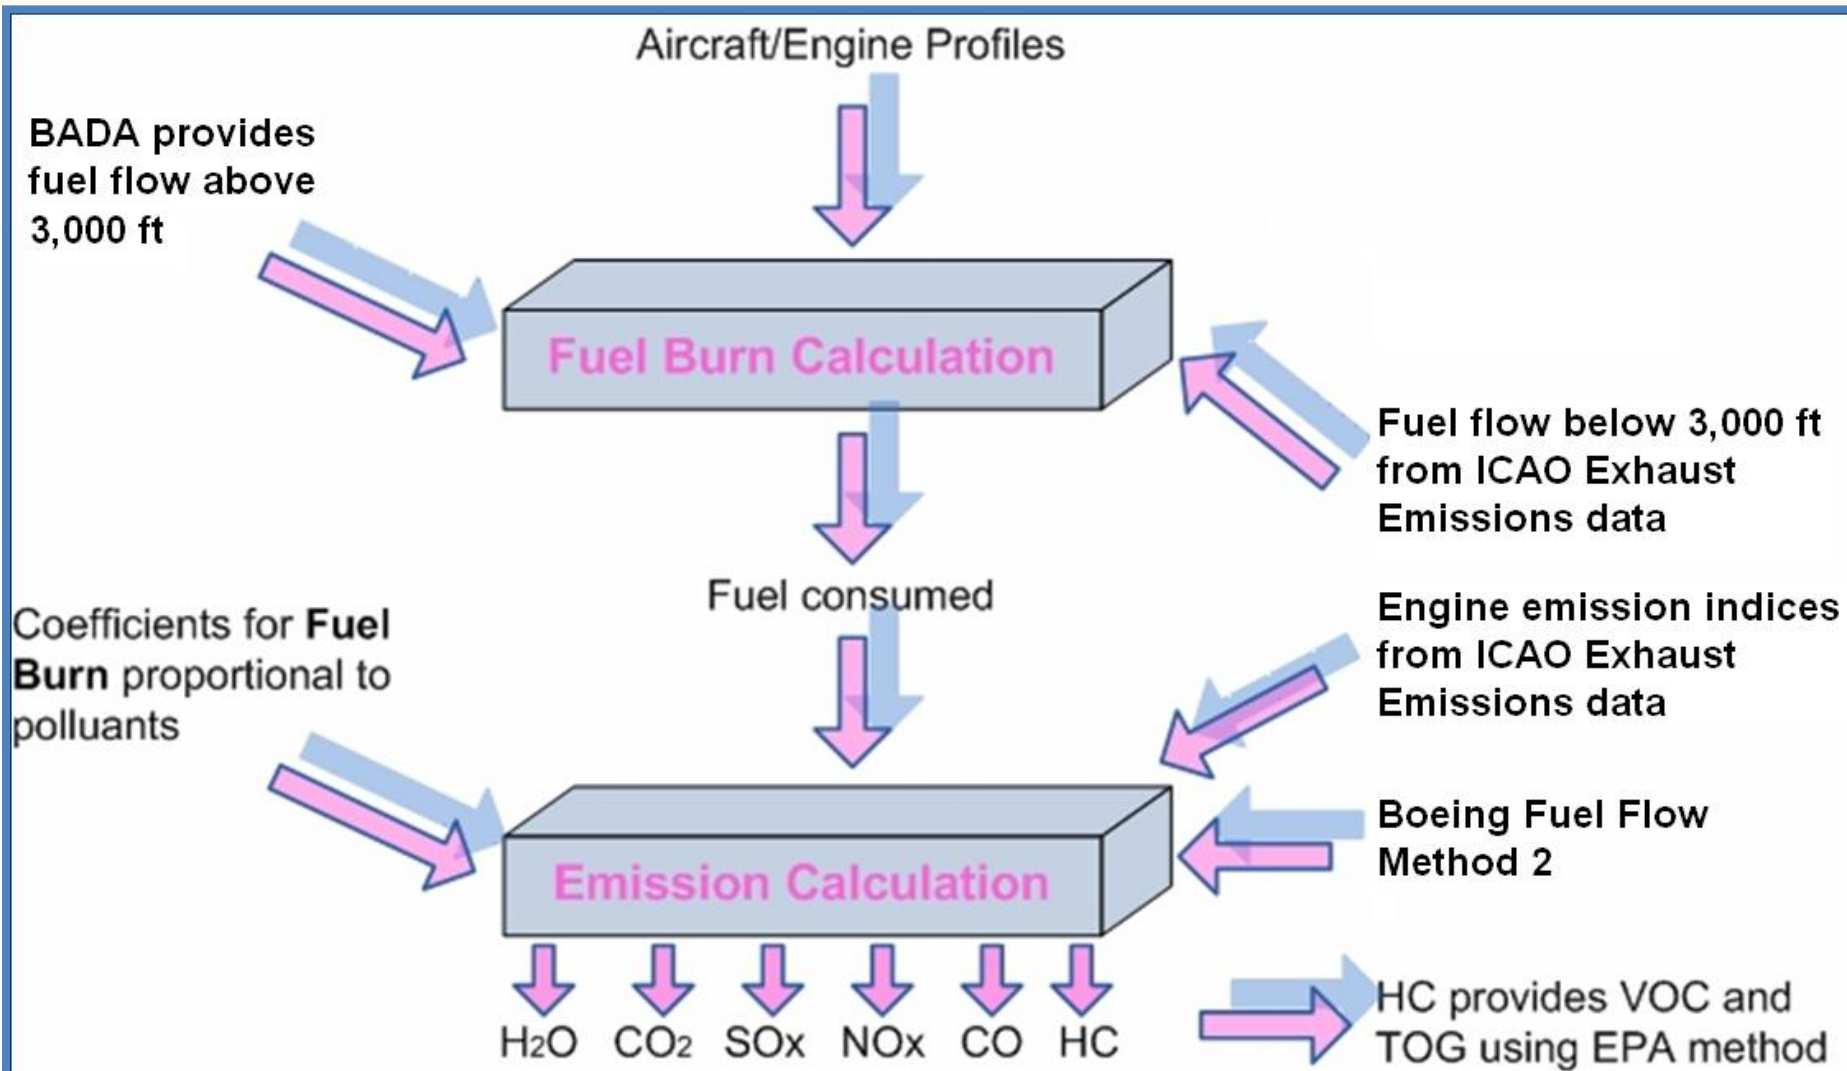 Aircraft/Engine Profiles
BADA provides
fuel flow above
3,000 ft
Fuel Burn Calculation
Fuel flow below 3,000 ft
from ICAO Exhaust
Emissions data
Fuel consumed
Coefficients for Fuel
Burn proportional to
polluants
Engine emission indices
from ICAO Exhaust
Emissions data
Boeing Fuel Flow
Method 2
Emission Calculation
H2O CO2 SOx NOx CO HC
HC provides VOC and
TOG using EPA method